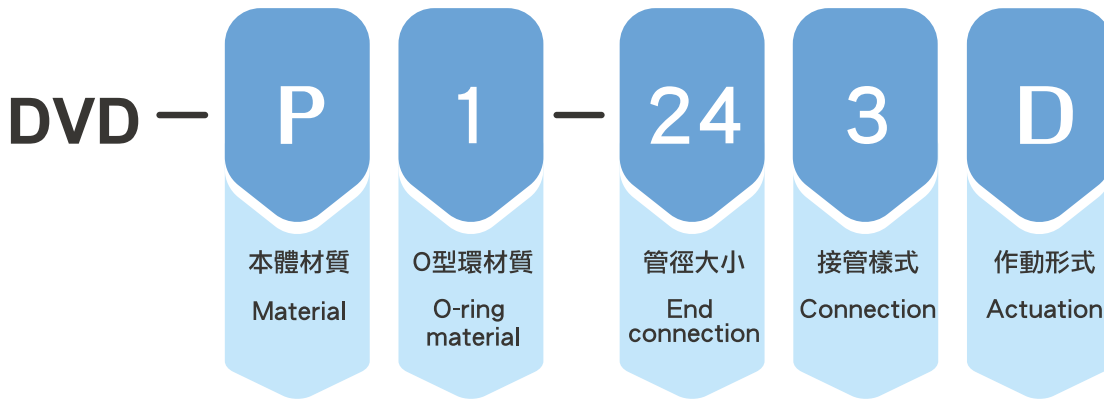 DVD — P 1 — 24 3 D
本體材質
Material
O型環材質
O-ring
material
管徑大小
End
connection
接管樣式
Connection
作動形式
Actuation